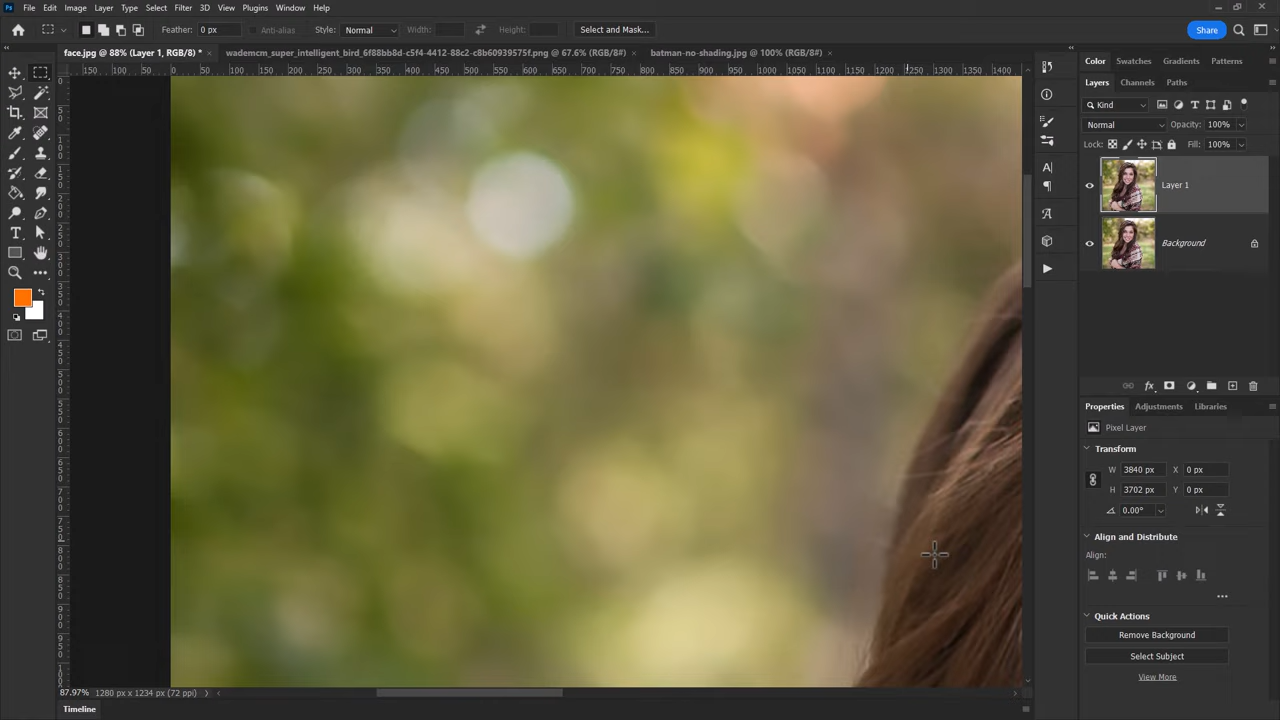 Ps File Edit Image Layer Type Select Filter 3D View Plugins Window Help
Feather: 0 px Anti-alias Style: Normal Width: Height: Select and Mask... Share
face.jpg @ 88% (Layer 1, RGB/8) * × wademcm_super_intelligent_bird_6f88bb8d-c5f4-4412-88c2-c8b60939575f.png @ 67.6% (RGB/8#) × batman-no-shading.jpg @ 100% (RGB/8#) ×
Color Swatches Gradients Patterns
150 100 50 0 50 100 150 200 250 300 350 400 450 500 550 600 650 700 750 800 850 900 950 1000 1050 1100 1150 1200 1250 1300 1350 1400
Layers Channels Paths
Kind
Normal Opacity: 100%
Lock: Fill: 100%
Layer 1
Background
Properties Adjustments Libraries
Pixel Layer
Transform
W 3840 px X 0 px
H 3702 px Y 0 px
0.00°
Align and Distribute
Align:
Quick Actions
Remove Background
Select Subject
View More
87.97% 1280 px x 1234 px (72 ppi)
Timeline